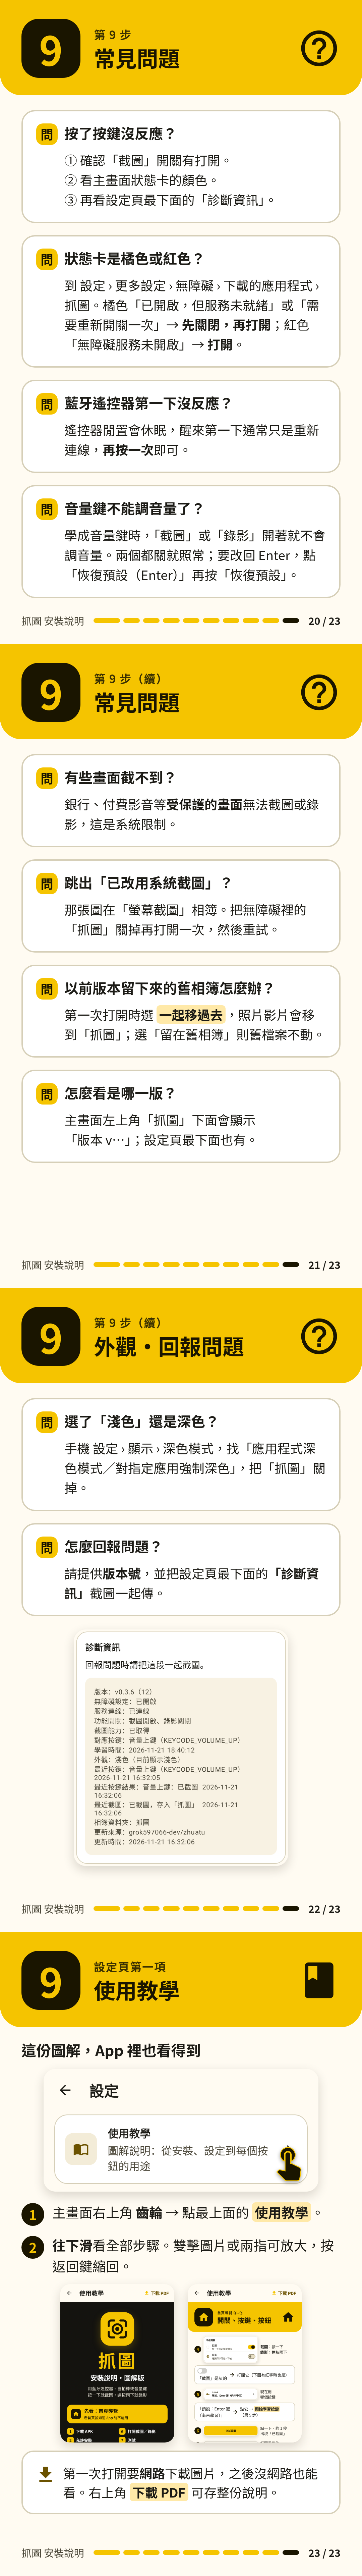 9
第 9 步
常見問題
問 按了按鍵沒反應？
① 確認「截圖」開關有打開。
② 看主畫面狀態卡的顏色。
③ 再看設定頁最下面的「診斷資訊」。
問 狀態卡是橘色或紅色？
到 設定 › 更多設定 › 無障礙 › 下載的應用程式 ›
抓圖。橘色「已開啟，但服務未就緒」或「需
要重新開關一次」→ 先關閉，再打開；紅色
「無障礙服務未開啟」→ 打開。
問 藍牙遙控器第一下沒反應？
遙控器閒置會休眠，醒來第一下通常只是重新
連線，再按一次即可。
問 音量鍵不能調音量了？
學成音量鍵時，「截圖」或「錄影」開著就不會
調音量。兩個都關就照常；要改回 Enter，點
「恢復預設（Enter）」再按「恢復預設」。
抓圖 安裝說明
20 / 23
9
第 9 步（續）
常見問題
問 有些畫面截不到？
銀行、付費影音等受保護的畫面無法截圖或錄
影，這是系統限制。
問 跳出「已改用系統截圖」？
那張圖在「螢幕截圖」相簿。把無障礙裡的
「抓圖」關掉再打開一次，然後重試。
問 以前版本留下來的舊相簿怎麼辦？
第一次打開時選 一起移過去，照片影片會移
到「抓圖」；選「留在舊相簿」則舊檔案不動。
問 怎麼看是哪一版？
主畫面左上角「抓圖」下面會顯示
「版本 v⋯」；設定頁最下面也有。
抓圖 安裝說明
21 / 23
9
第 9 步（續）
外觀・回報問題
問 選了「淺色」還是深色？
手機 設定 › 顯示 › 深色模式，找「應用程式深
色模式／對指定應用強制深色」，把「抓圖」關
掉。
問 怎麼回報問題？
請提供版本號，並把設定頁最下面的「診斷資
訊」截圖一起傳。
診斷資訊
回報問題時請把這段一起截圖。
版本：v0.3.6（12）
無障礙設定：已開啟
服務連線：已連線
功能開關：截圖開啟、錄影關閉
截圖能力：已取得
對應按鍵：音量上鍵（KEYCODE_VOLUME_UP）
學習時間：2026-11-21 18:40:12
外觀：淺色（目前顯示淺色）
最近按鍵：音量上鍵（KEYCODE_VOLUME_UP）
2026-11-21 16:32:05
最近按鍵結果：音量上鍵：已截圖 2026-11-21
16:32:06
最近截圖：已截圖，存入「抓圖」 2026-11-21
16:32:06
相簿資料夾：抓圖
更新來源：grok597066-dev/zhuatu
更新時間：2026-11-21 16:32:06
抓圖 安裝說明
22 / 23
9
設定頁第一項
使用教學
這份圖解，App 裡也看得到
← 設定
使用教學
圖解說明：從安裝、設定到每個按
鈕的用途
1 主畫面右上角 齒輪 → 點最上面的 使用教學。
2 往下滑看全部步驟。雙擊圖片或兩指可放大，按
返回鍵縮回。
← 使用教學
下載 PDF
抓圖
安裝說明・圖解版
← 使用教學
下載 PDF
開關、按鍵、按鈕
第一次打開要網路下載圖片，之後沒網路也能
看。右上角 下載 PDF 可存整份說明。
抓圖 安裝說明
23 / 23